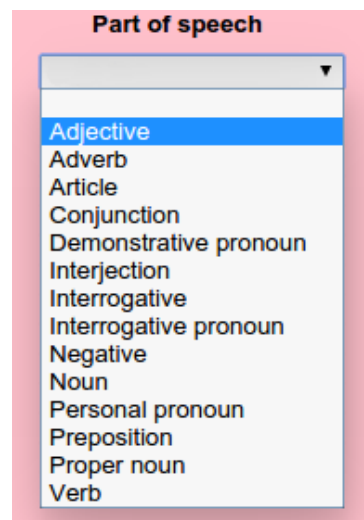 Part of speech
Adjective
Adverb
Article
Conjunction
Demonstrative pronoun
Interjection
Interrogative
Interrogative pronoun
Negative
Noun
Personal pronoun
Preposition
Proper noun
Verb